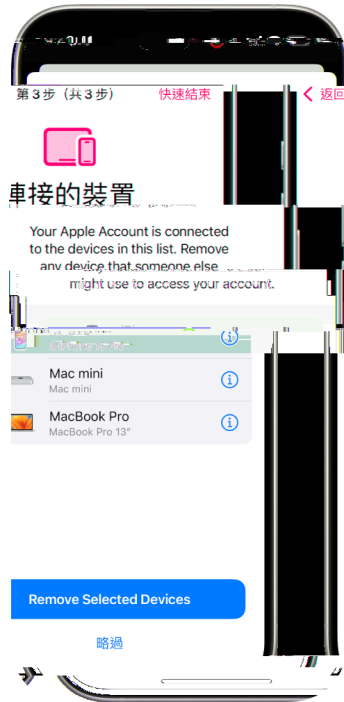 第 3 步（共 3 步）
快速結束
返回
連接的裝置
Your Apple Account is connected
to the devices in this list. Remove
any device that someone else
might use to access your account.
Mac mini
Mac mini
MacBook Pro
MacBook Pro 13"
Remove Selected Devices
略過